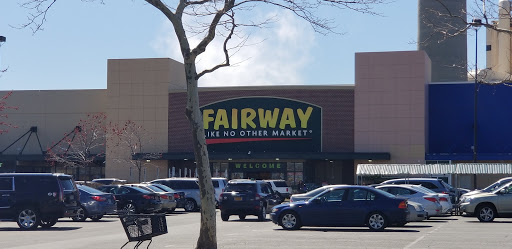 FAIRWAY
LIKE NO OTHER MARKET®
WELCOME